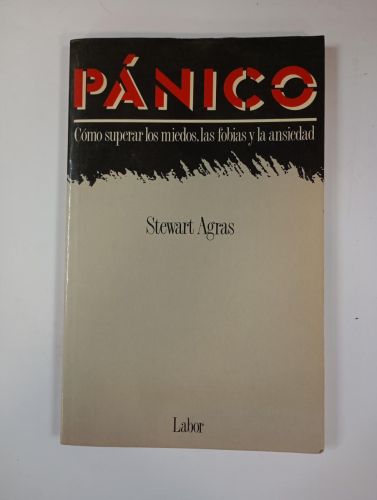 PÁNICO
Cómo superar los miedos, las fobias y la ansiedad
Stewart Agras
Labor